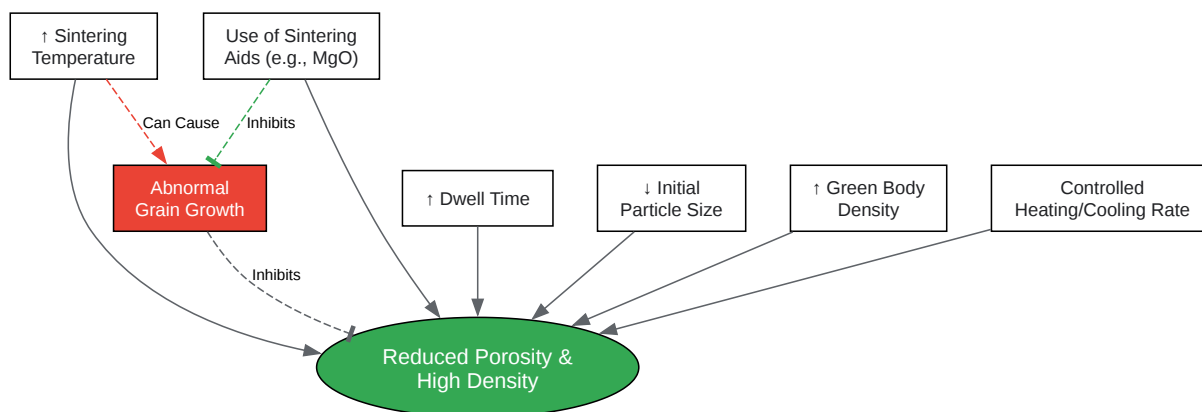 ↑ Sintering
Temperature
Use of Sintering
Aids (e.g., MgO)
Can Cause
Inhibits
Abnormal
Grain Growth
↑ Dwell Time
↓ Initial
Particle Size
↑ Green Body
Density
Controlled
Heating/Cooling Rate
Inhibits
Reduced Porosity &
High Density